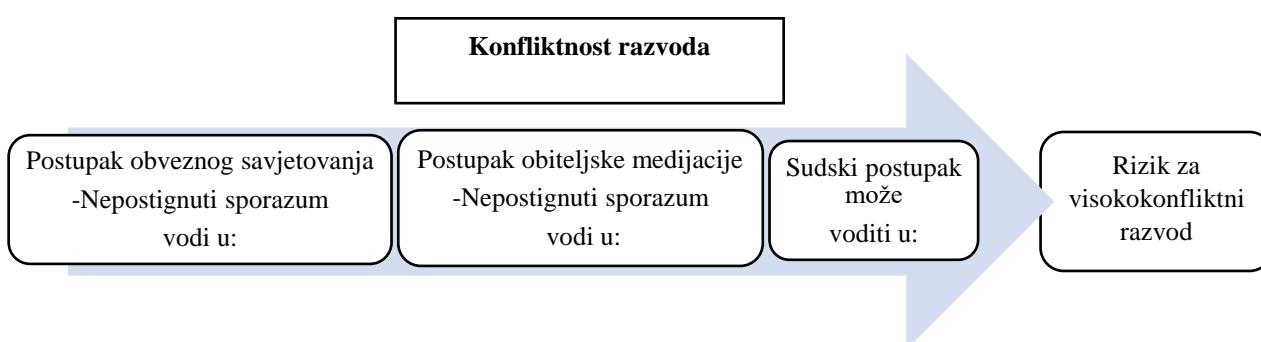 Konfliktnost razvoda
Postupak obveznog savjetovanja
-Nepostignuti sporazum
vodi u:
Postupak obiteljske medijacije
-Nepostignuti sporazum
vodi u:
Sudski postupak
može
voditi u:
Rizik za
visokokonfliktni
razvod